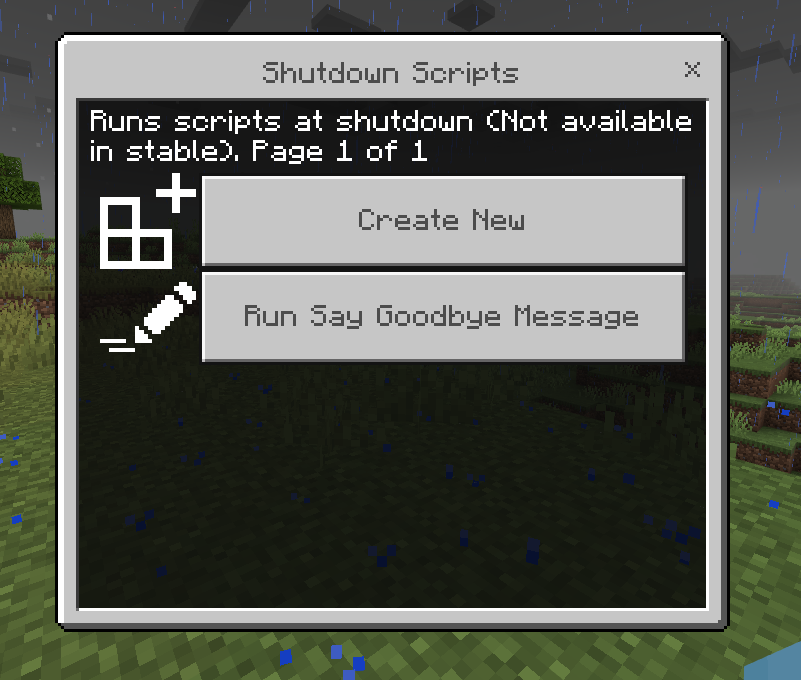 Shutdown Scripts
Runs scripts at shutdown (Not available
in stable). Page 1 of 1
Create New
Run Say Goodbye Message